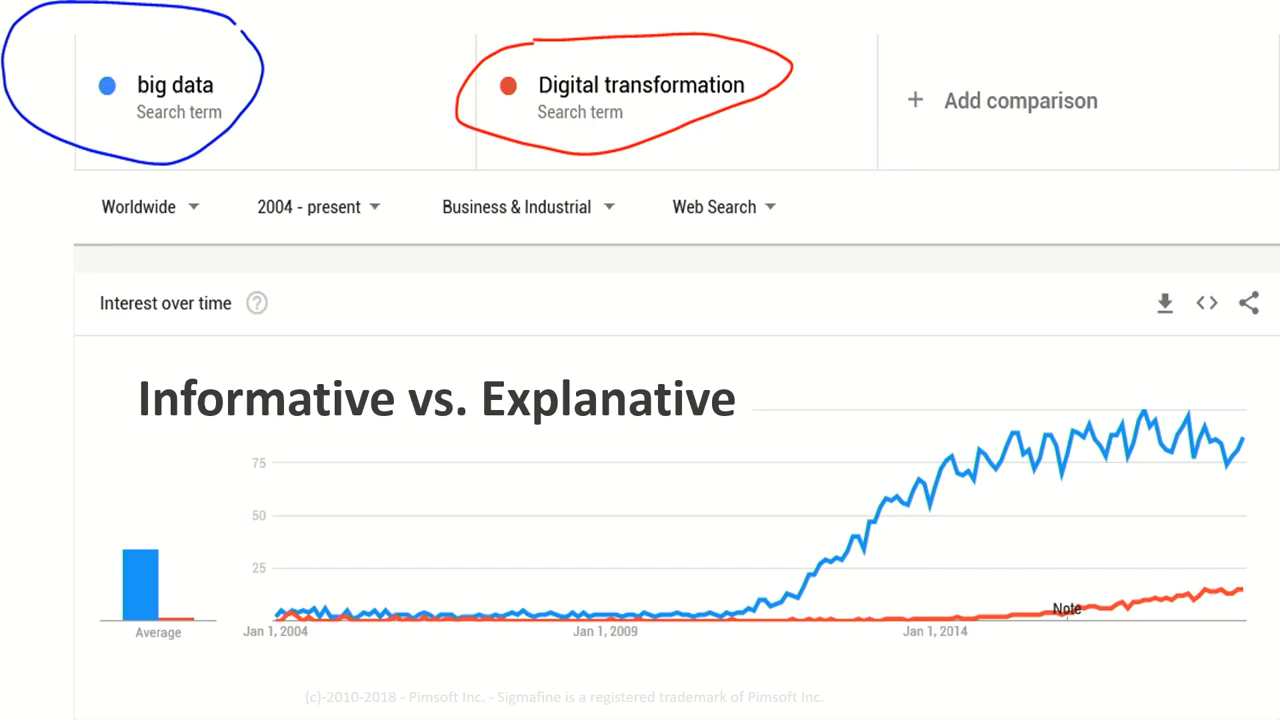 big data
Search term
Digital transformation
Search term
+ Add comparison
Worldwide
2004 - present
Business & Industrial
Web Search
Interest over time ?
Informative vs. Explanative
75
50
25
Note
Average
Jan 1, 2004
Jan 1, 2009
Jan 1, 2014
(c)-2010-2018 - Pimsoft Inc. - Sigmafine is a registered trademark of Pimsoft Inc.